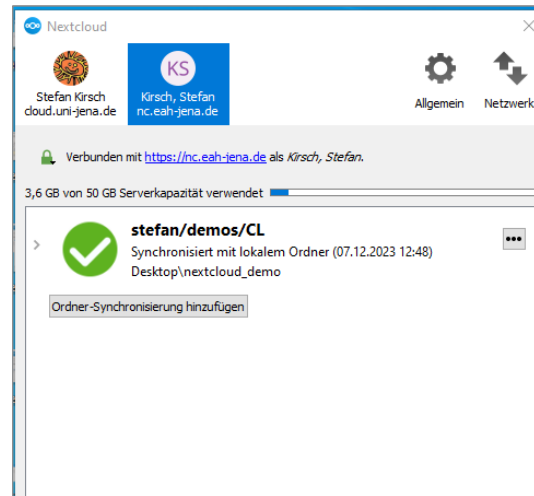 Nextcloud
KS
Stefan Kirsch
cloud.uni-jena.de
Kirsch, Stefan
nc.eah-jena.de
Allgemein
Netzwerk
Verbunden mit https://nc.eah-jena.de als Kirsch, Stefan.
3,6 GB von 50 GB Serverkapazität verwendet
stefan/demos/CL
Synchronisiert mit lokalem Ordner (07.12.2023 12:48)
Desktop\nextcloud_demo
Ordner-Synchronisierung hinzufügen